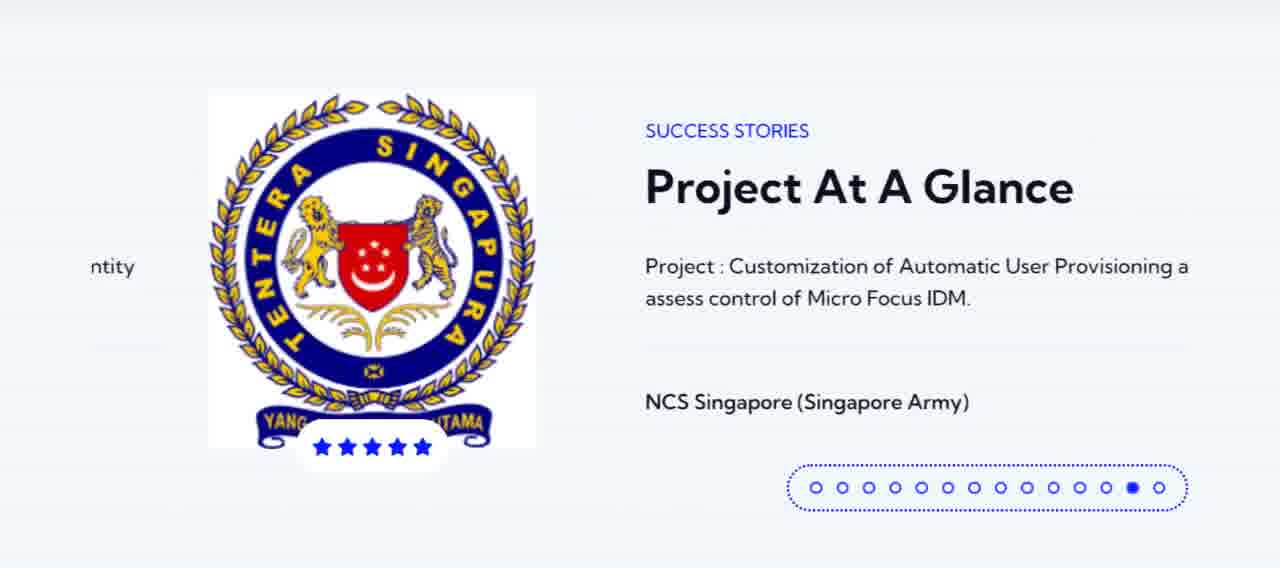 SUCCESS STORIES
Project At A Glance
ntity
Project : Customization of Automatic User Provisioning a
assess control of Micro Focus IDM.
NCS Singapore (Singapore Army)
TENTERA SINGAPURA
YANG UTAMA